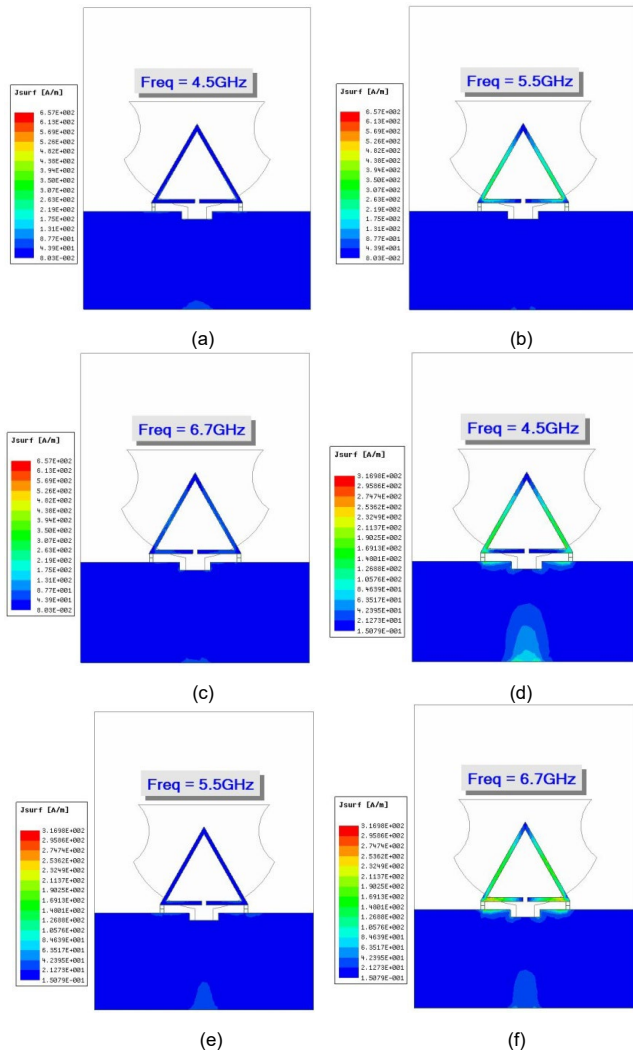 Freq = 4.5GHz
Jsurf [A/m]
6.57E+002
6.13E+002
5.69E+002
5.26E+002
4.82E+002
4.38E+002
3.94E+002
3.50E+002
3.07E+002
2.63E+002
2.19E+002
1.75E+002
1.31E+002
8.77E+001
4.39E+001
8.03E-002
(a)
Freq = 5.5GHz
Jsurf [A/m]
6.57E+002
6.13E+002
5.69E+002
5.26E+002
4.82E+002
4.38E+002
3.94E+002
3.50E+002
3.07E+002
2.63E+002
2.19E+002
1.75E+002
1.31E+002
8.77E+001
4.39E+001
8.03E-002
(b)
Freq = 6.7GHz
Jsurf [A/m]
6.57E+002
6.13E+002
5.69E+002
5.26E+002
4.82E+002
4.38E+002
3.94E+002
3.50E+002
3.07E+002
2.63E+002
2.19E+002
1.75E+002
1.31E+002
8.77E+001
4.39E+001
8.03E-002
(c)
Freq = 4.5GHz
Jsurf [A/m]
3.1698E+002
2.9586E+002
2.7474E+002
2.5362E+002
2.3249E+002
2.1137E+002
1.9025E+002
1.6913E+002
1.4801E+002
1.2688E+002
1.0576E+002
8.4639E+001
6.3517E+001
4.2395E+001
2.1273E+001
1.5079E-001
(d)
Freq = 5.5GHz
Jsurf [A/m]
3.1698E+002
2.9586E+002
2.7474E+002
2.5362E+002
2.3249E+002
2.1137E+002
1.9025E+002
1.6913E+002
1.4801E+002
1.2688E+002
1.0576E+002
8.4639E+001
6.3517E+001
4.2395E+001
2.1273E+001
1.5079E-001
(e)
Freq = 6.7GHz
Jsurf [A/m]
3.1698E+002
2.9586E+002
2.7474E+002
2.5362E+002
2.3249E+002
2.1137E+002
1.9025E+002
1.6913E+002
1.4801E+002
1.2688E+002
1.0576E+002
8.4639E+001
6.3517E+001
4.2395E+001
2.1273E+001
1.5079E-001
(f)